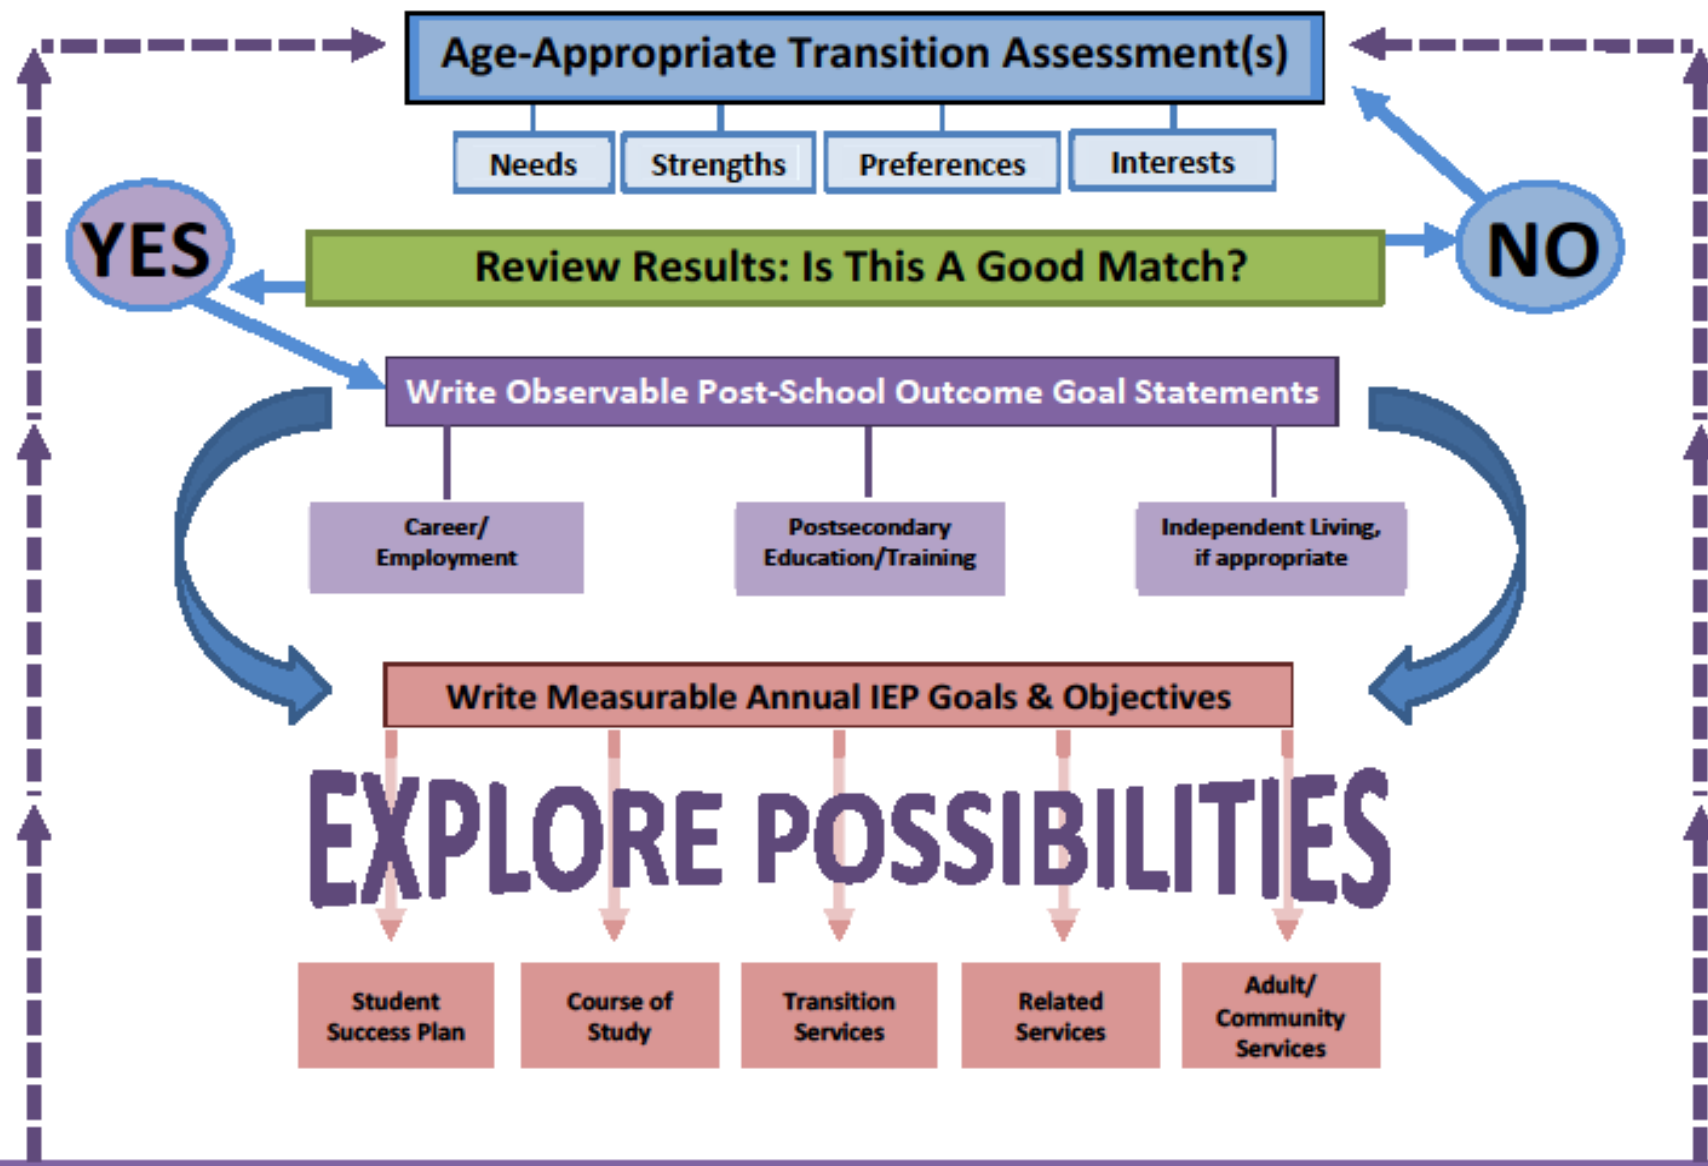 Age-Appropriate Transition Assessment(s)
Needs
Strengths
Preferences
Interests
YES
Review Results: Is This A Good Match?
NO
Write Observable Post-School Outcome Goal Statements
Career/
Employment
Postsecondary
Education/Training
Independent Living,
if appropriate
Write Measurable Annual IEP Goals & Objectives
EXPLORE POSSIBILITIES
Student
Success Plan
Course of
Study
Transition
Services
Related
Services
Adult/
Community
Services